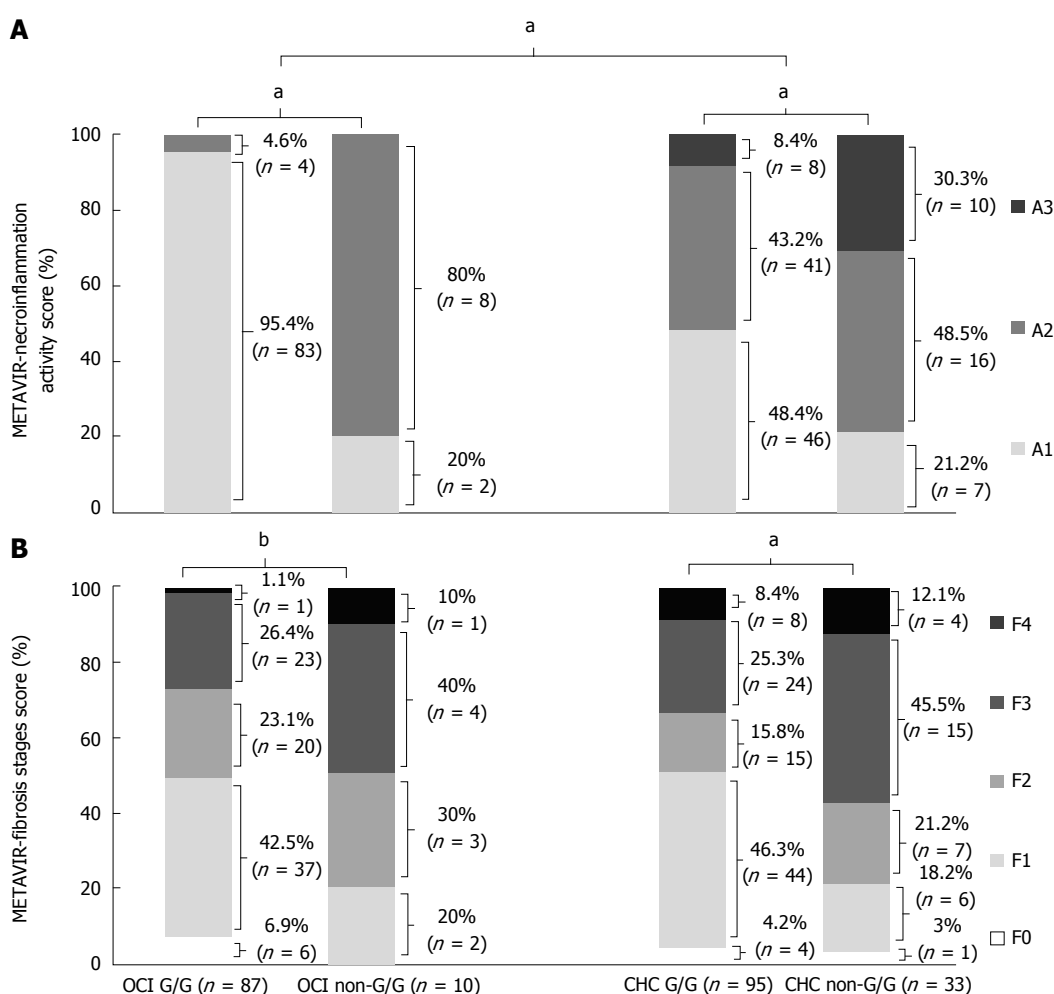 A
a
a
a
METAVIR-necroinflammation
activity score (%)
100
80
60
40
20
0
4.6%
(n = 4)
95.4%
(n = 83)
80%
(n = 8)
20%
(n = 2)
8.4%
(n = 8)
43.2%
(n = 41)
48.4%
(n = 46)
30.3%
(n = 10)
48.5%
(n = 16)
21.2%
(n = 7)
A3
A2
A1
B
b
a
METAVIR-fibrosis stages score (%)
100
80
60
40
20
0
1.1%
(n = 1)
26.4%
(n = 23)
23.1%
(n = 20)
42.5%
(n = 37)
6.9%
(n = 6)
10%
(n = 1)
40%
(n = 4)
30%
(n = 3)
20%
(n = 2)
8.4%
(n = 8)
25.3%
(n = 24)
15.8%
(n = 15)
46.3%
(n = 44)
4.2%
(n = 4)
12.1%
(n = 4)
45.5%
(n = 15)
21.2%
(n = 7)
18.2%
(n = 6)
3%
(n = 1)
F4
F3
F2
F1
F0
OCI G/G (n = 87)
OCI non-G/G (n = 10)
CHC G/G (n = 95)
CHC non-G/G (n = 33)